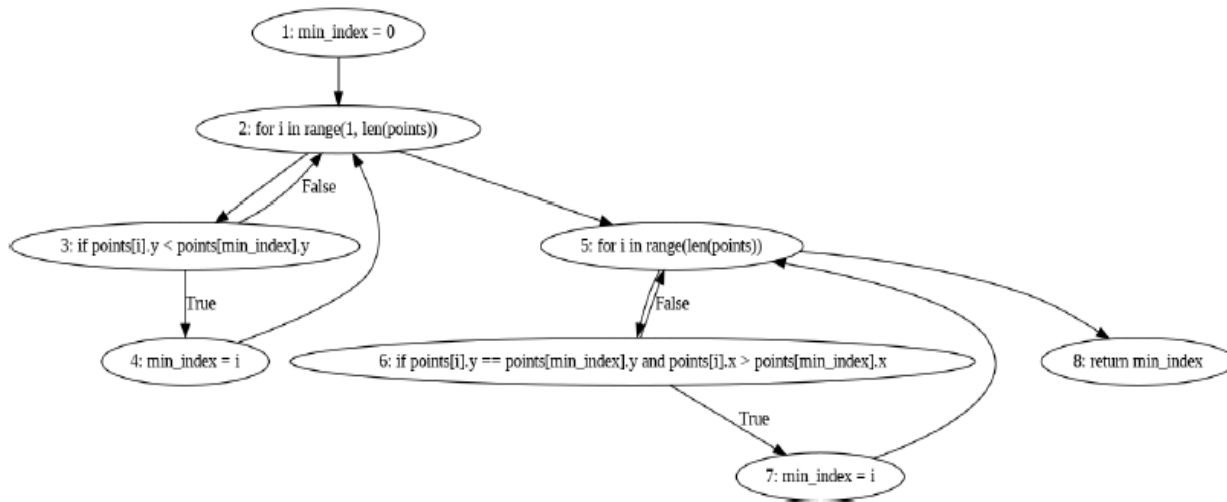 1: min_index = 0
2: for i in range(1, len(points))
False
3: if points[i].y < points[min_index].y
5: for i in range(len(points))
True
False
4: min_index = i
6: if points[i].y == points[min_index].y and points[i].x > points[min_index].x
8: return min_index
True
7: min_index = i